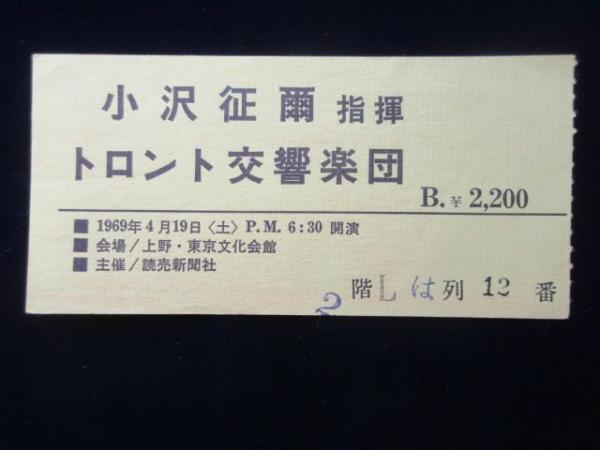 小沢征爾 指揮
トロント交響楽団
B. ¥ 2,200
■ 1969年4月19日〈土〉P.M. 6:30 開演
■ 会場/上野・東京文化会館
■ 主催/読売新聞社
2 階 L は 列 12 番